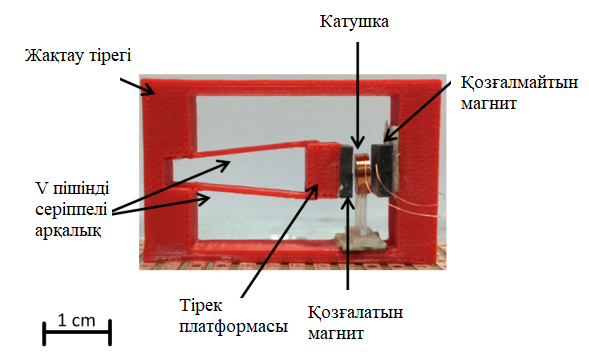 Катушка
Жақтау тірегі
Қозғалмайтын
магнит
V пішінді
серіппелі
арқалық
Тірек
платформасы
Қозғалатын
магнит
1 cm